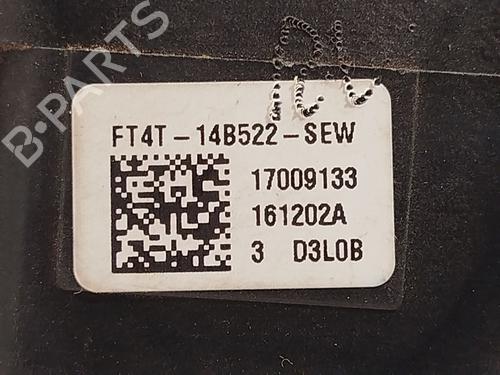 B-PARTS
FT4T-14B522-SEW
17009133
161202A
3 D3L0B